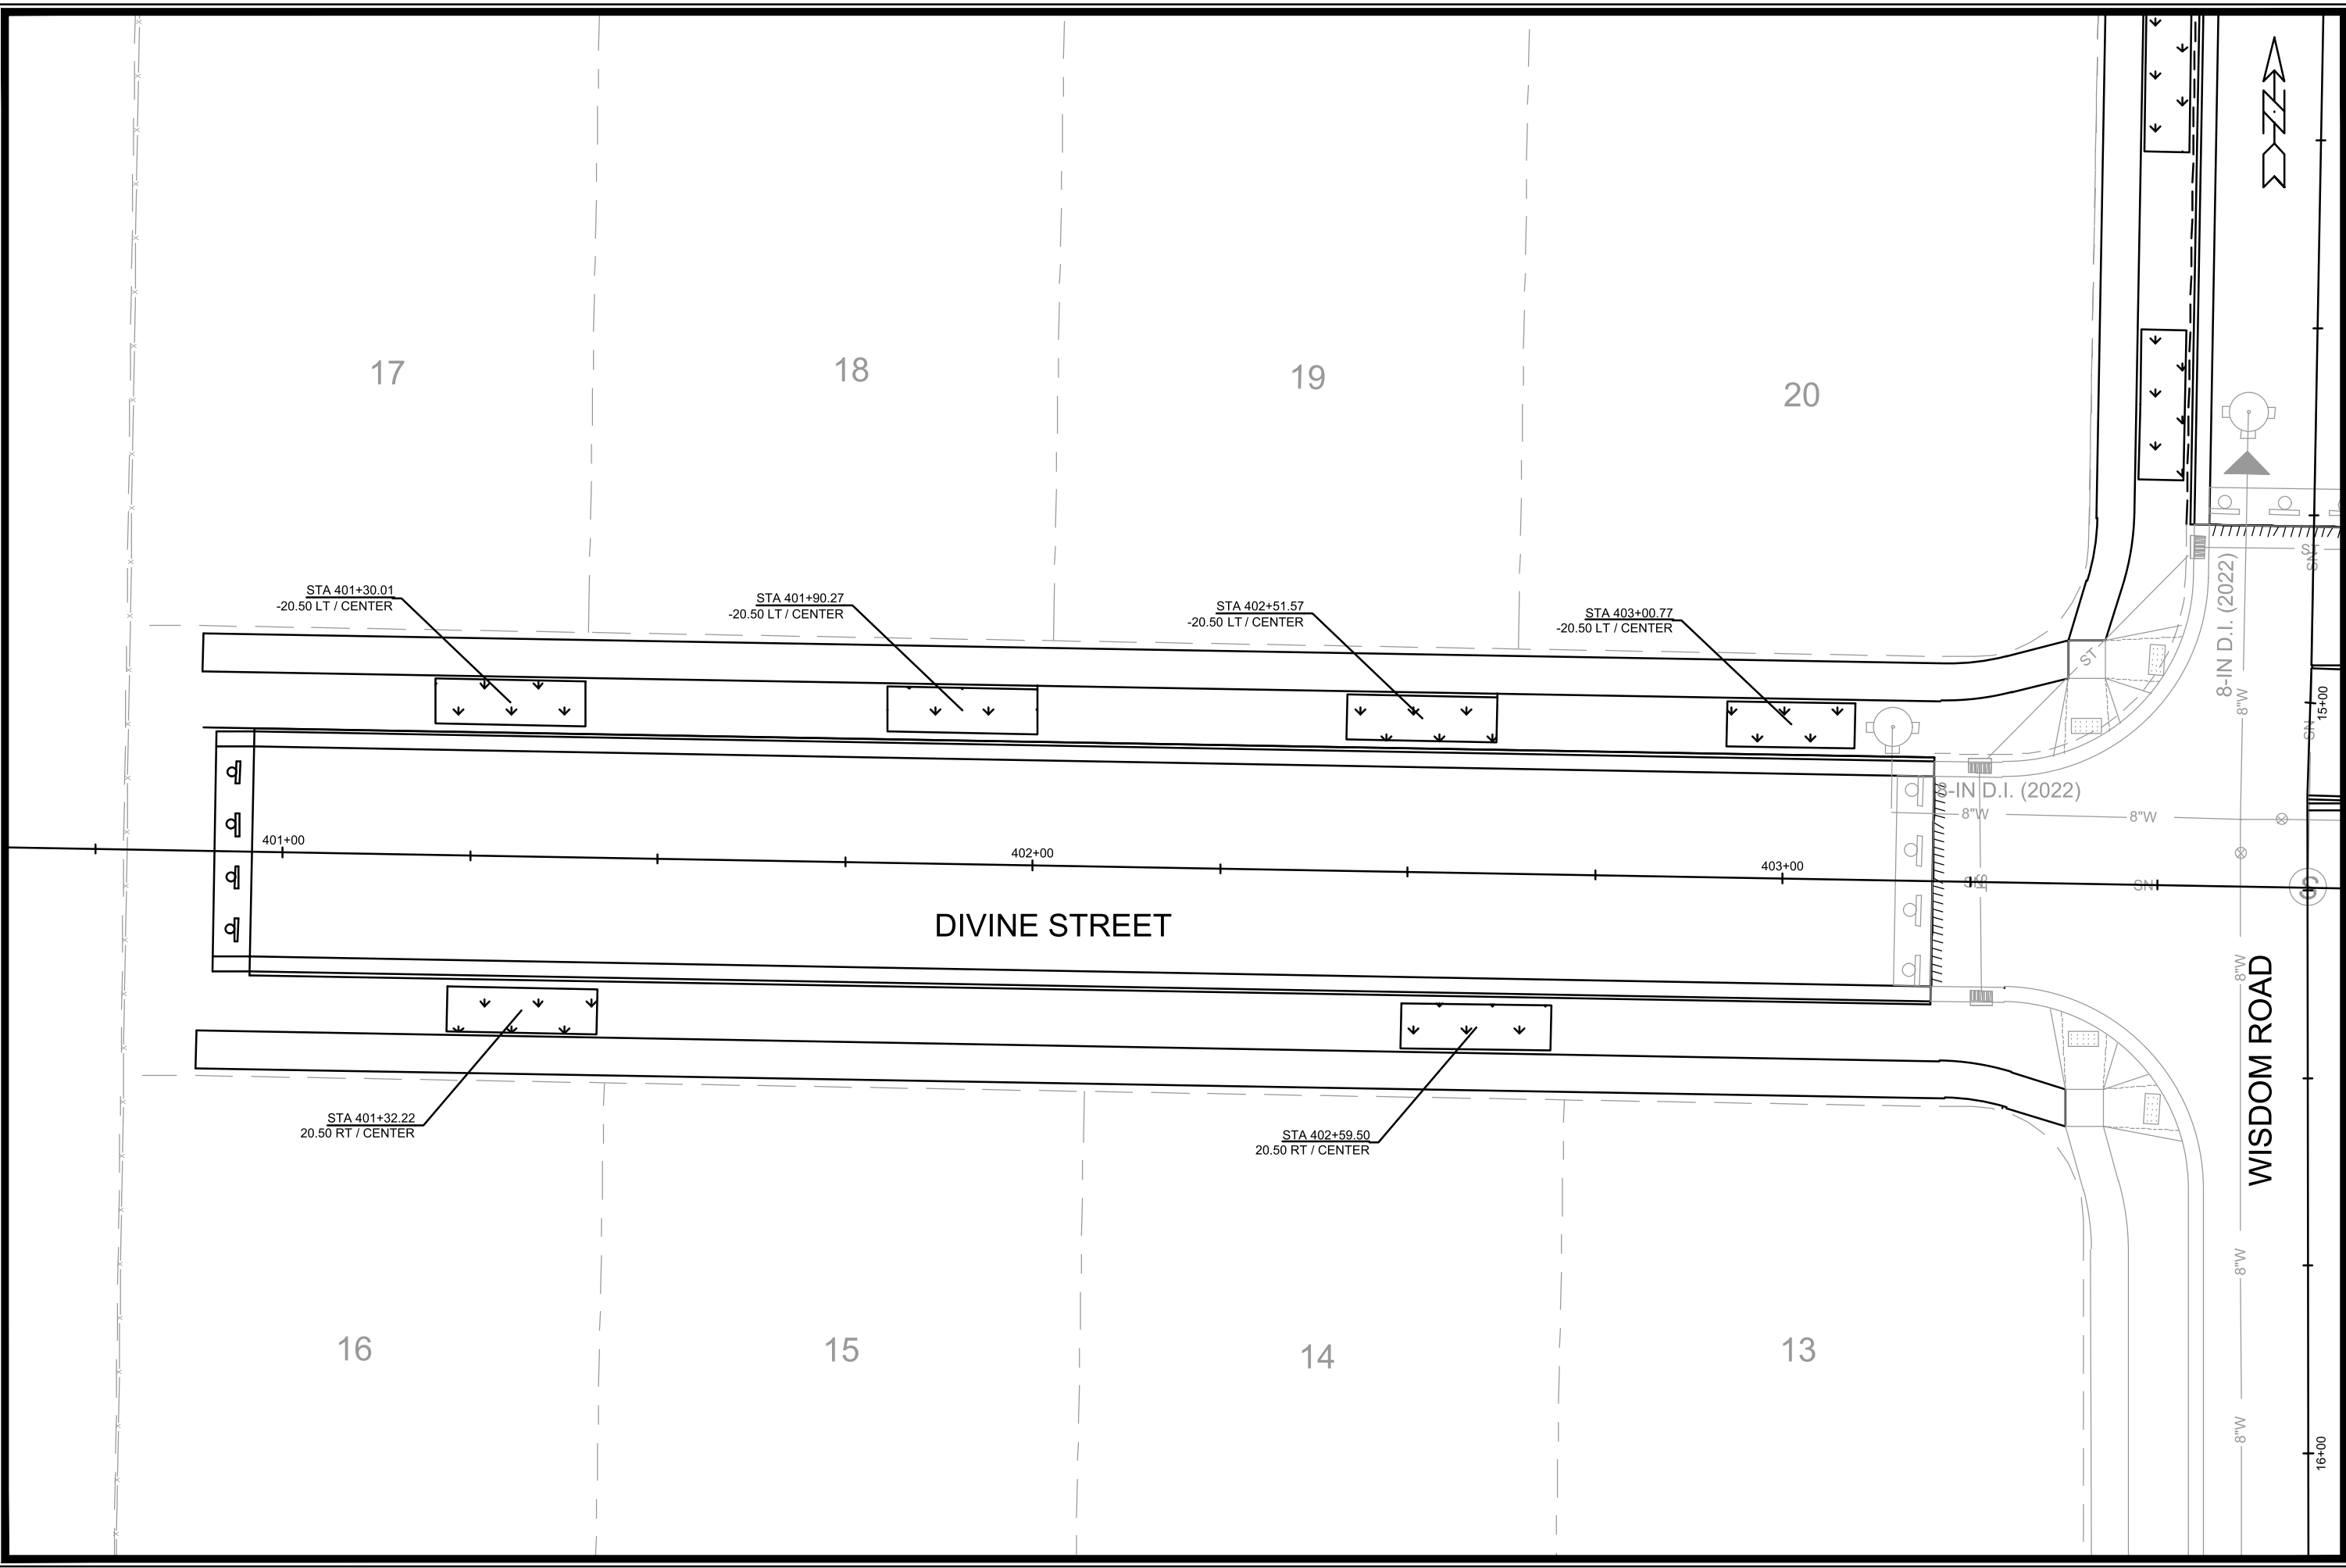 17
18
19
20
STA 401+30.01
-20.50 LT / CENTER
STA 401+90.27
-20.50 LT / CENTER
STA 402+51.57
-20.50 LT / CENTER
STA 403+00.77
-20.50 LT / CENTER
8-IN D.I. (2022)
ST
8"W
15+00
SN
8-IN D.I. (2022)
8"W
8"W
401+00
402+00
403+00
SN
DIVINE STREET
WISDOM ROAD
8"W
STA 401+32.22
20.50 RT / CENTER
STA 402+59.50
20.50 RT / CENTER
8"W
16
15
14
13
8"W
16+00